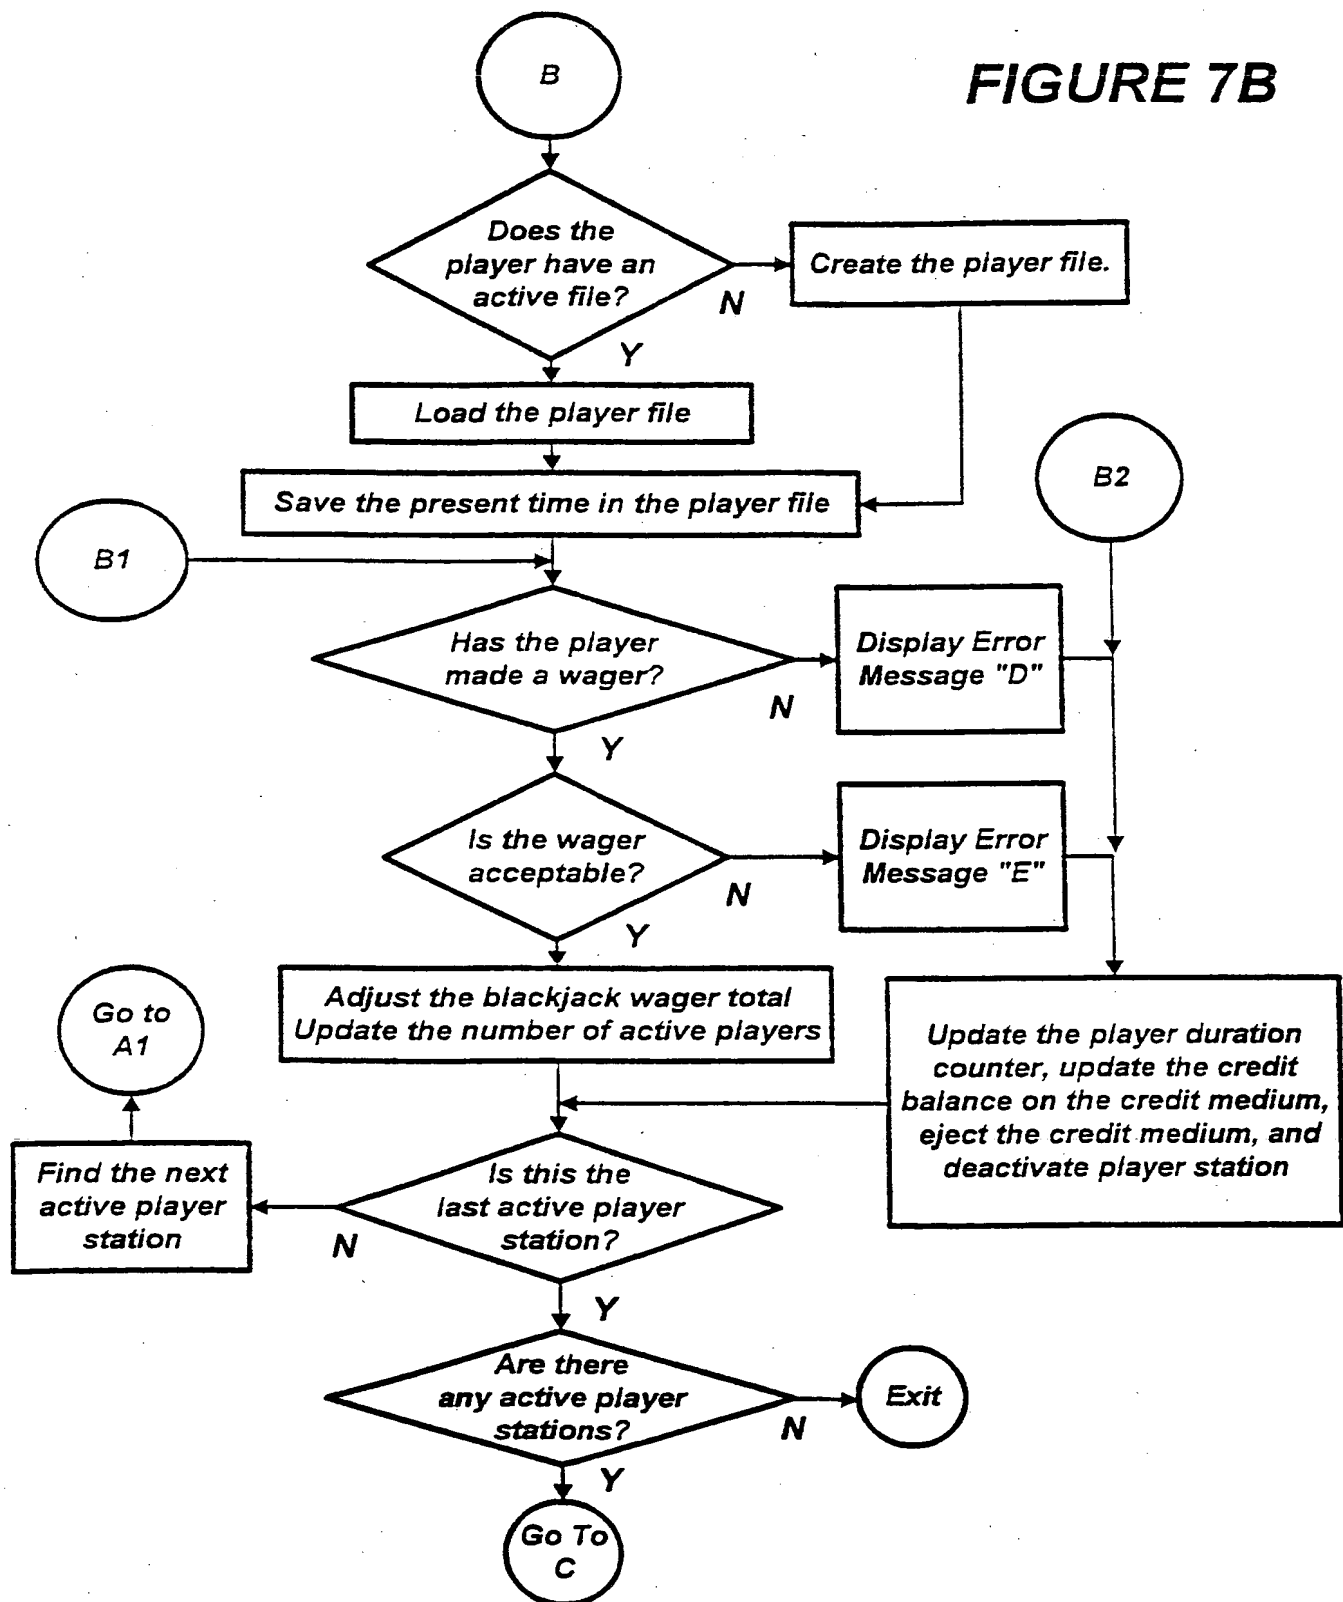 FIGURE 7B
B
Does the
player have an
active file?
N
Create the player file.
Y
Load the player file
B2
Save the present time in the player file
B1
Has the player
made a wager?
N
Display Error
Message "D"
Y
Is the wager
acceptable?
N
Display Error
Message "E"
Y
Adjust the blackjack wager total
Update the number of active players
Go to
A1
Update the player duration
counter, update the credit
balance on the credit medium,
eject the credit medium, and
deactivate player station
Find the next
active player
station
Is this the
last active player
station?
N
Y
Are there
any active player
stations?
N
Exit
Y
Go To
C